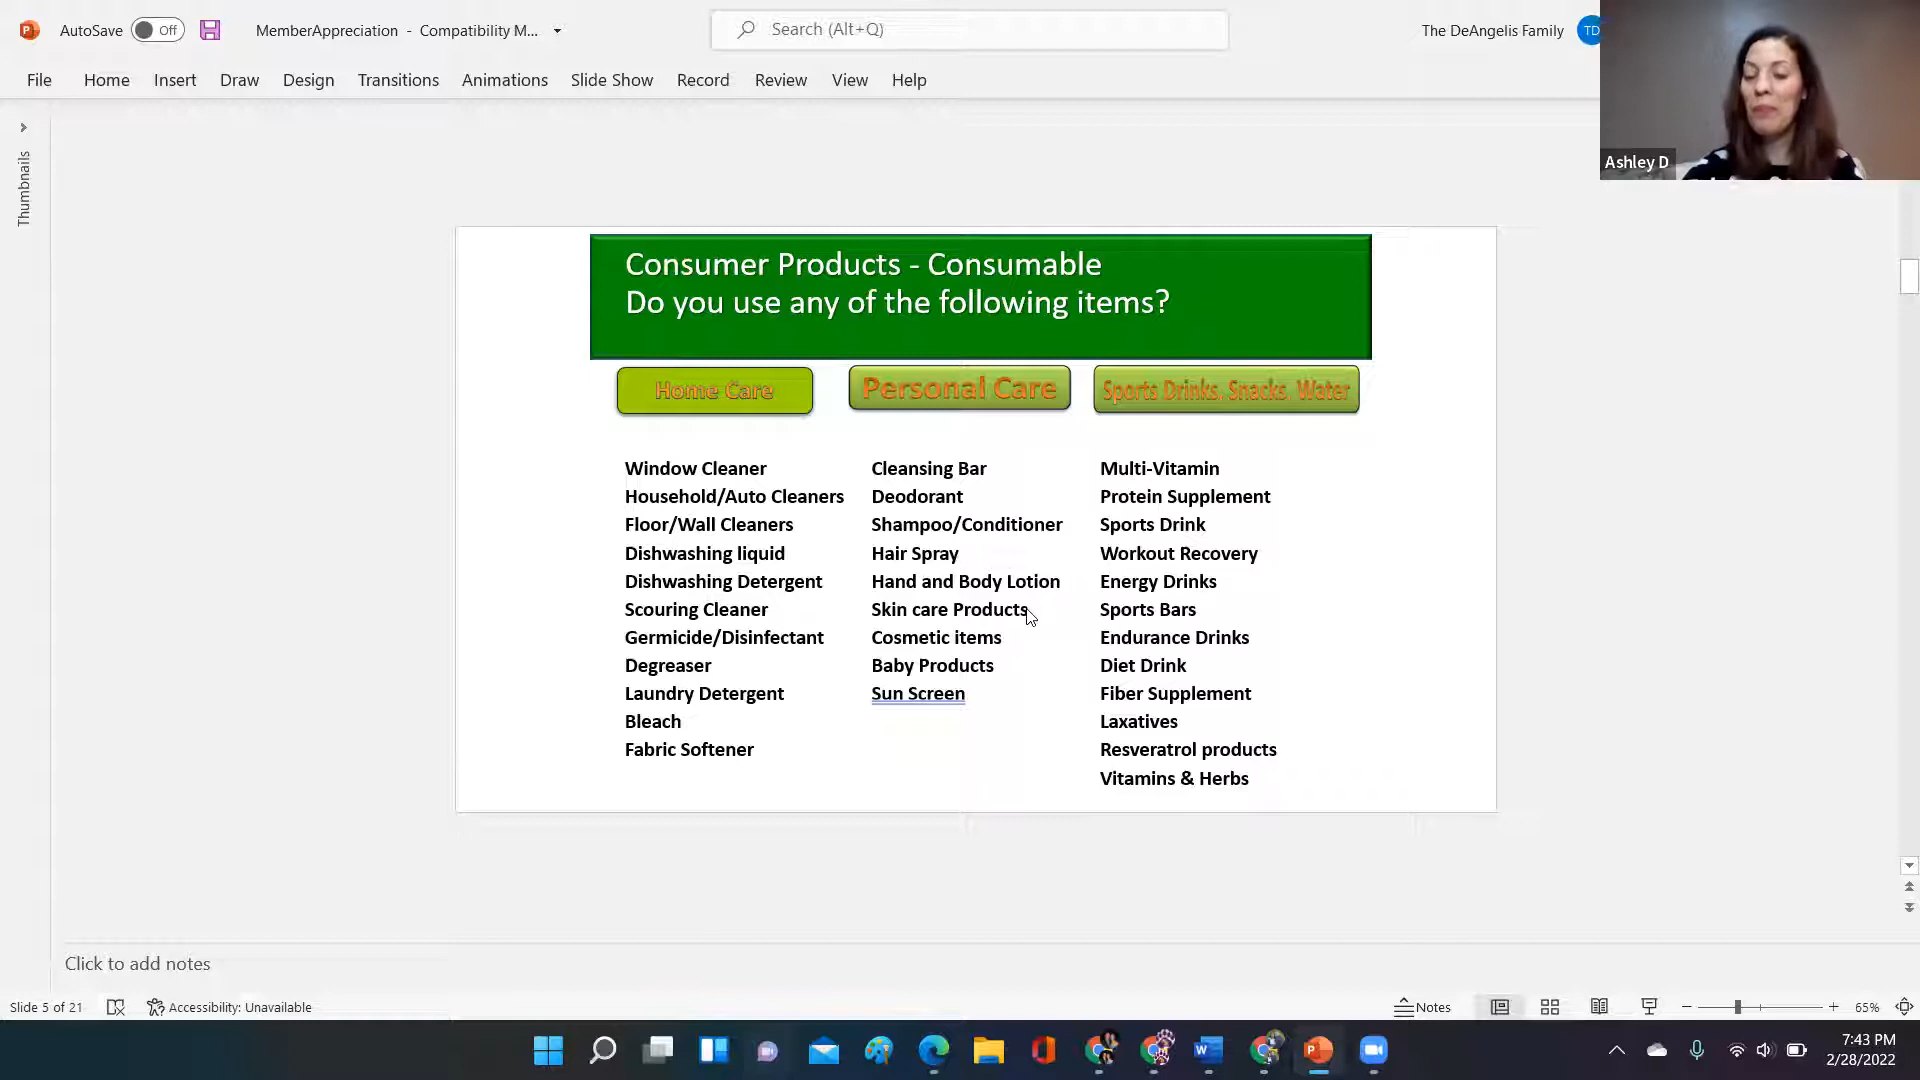 AutoSave Off MemberAppreciation - Compatibility M... Search (Alt+Q) The DeAngelis Family TD
File Home Insert Draw Design Transitions Animations Slide Show Record Review View Help
Ashley D
Thumbnails
Consumer Products - Consumable
Do you use any of the following items?
Home Care
Window Cleaner
Household/Auto Cleaners
Floor/Wall Cleaners
Dishwashing liquid
Dishwashing Detergent
Scouring Cleaner
Germicide/Disinfectant
Degreaser
Laundry Detergent
Bleach
Fabric Softener
Personal Care
Cleansing Bar
Deodorant
Shampoo/Conditioner
Hair Spray
Hand and Body Lotion
Skin care Products
Cosmetic items
Baby Products
Sun Screen
Sports Drinks, Snacks, Water
Multi-Vitamin
Protein Supplement
Sports Drink
Workout Recovery
Energy Drinks
Sports Bars
Endurance Drinks
Diet Drink
Fiber Supplement
Laxatives
Resveratrol products
Vitamins & Herbs
Click to add notes
Slide 5 of 21 Accessibility: Unavailable Notes 65%
7:43 PM
2/28/2022